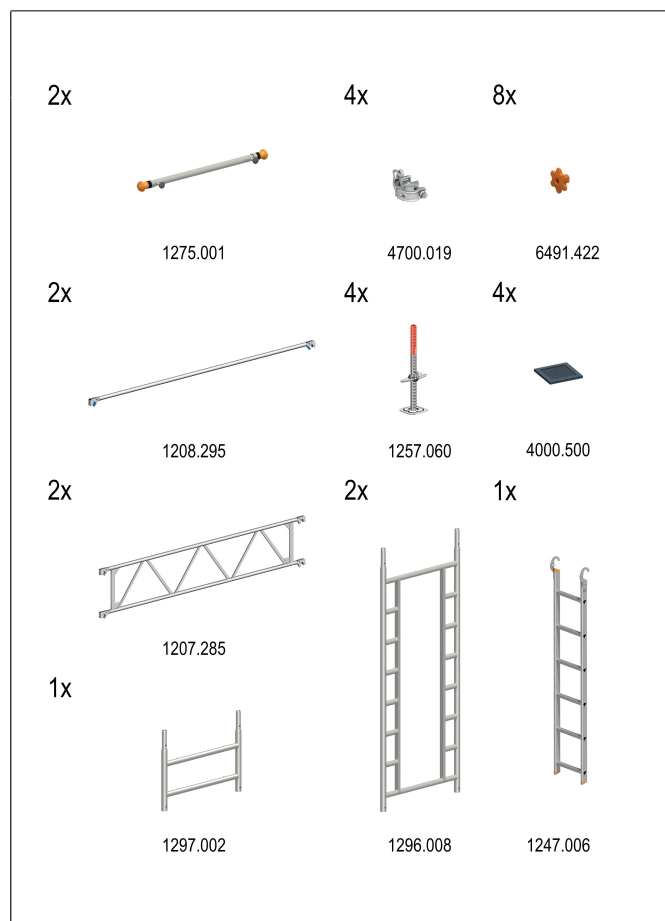 2x 4x 8x
1275.001 4700.019 6491.422
2x 4x 4x
1208.295 1257.060 4000.500
2x 2x 1x
1207.285
1x
1297.002 1296.008 1247.006